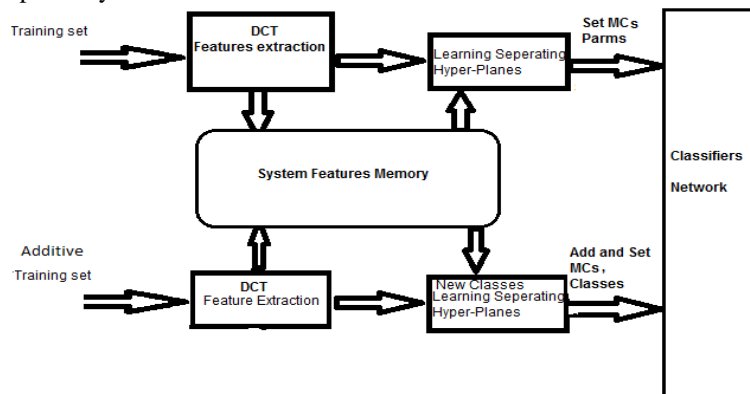 Training set
DCT
Features extraction
Learning Seperating
Hyper-Planes
Set MCs
Parms
System Features Memory
Classifiers
Network
Additive
Training set
DCT
Feature Extraction
New Classes
Learning Seperating
Hyper-Planes
Add and Set
MCs,
Classes